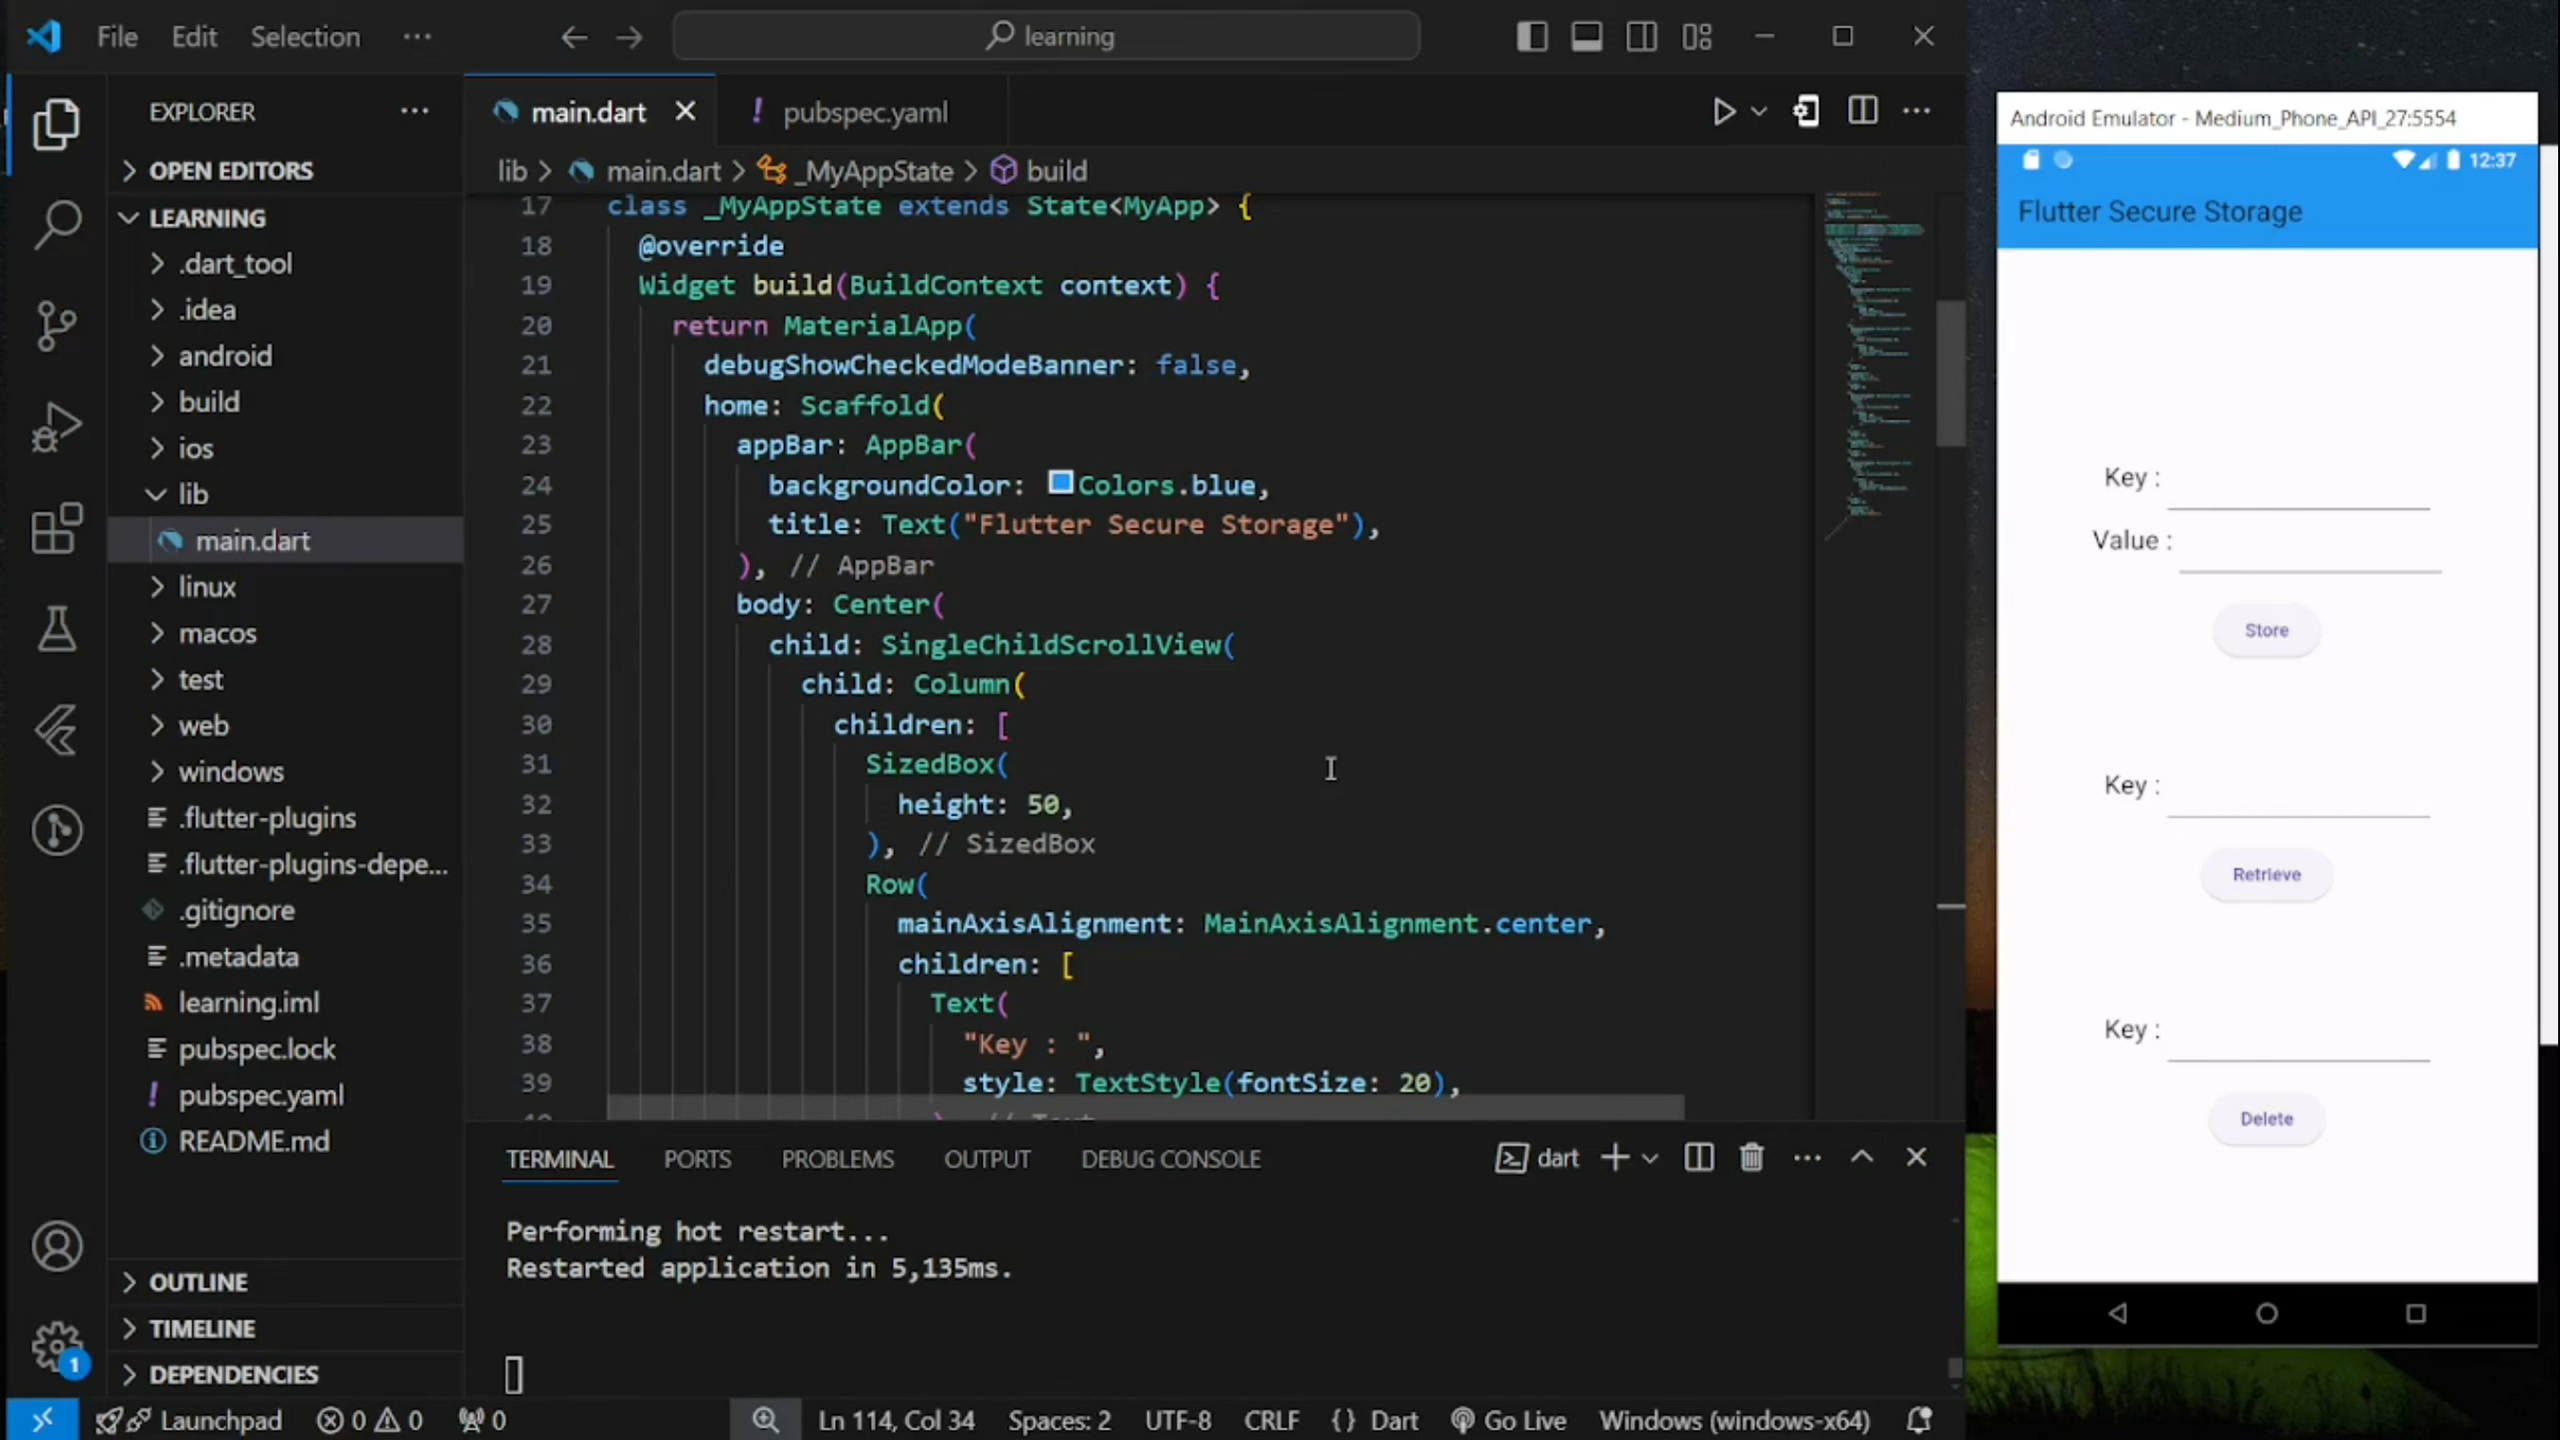 File Edit Selection ··· learning
EXPLORER ···
OPEN EDITORS
LEARNING
.dart_tool
.idea
android
build
ios
lib
main.dart
linux
macos
test
web
windows
.flutter-plugins
.flutter-plugins-depe...
.gitignore
.metadata
learning.iml
pubspec.lock
pubspec.yaml
README.md
OUTLINE
TIMELINE
DEPENDENCIES
1
main.dart ! pubspec.yaml
lib > main.dart > _MyAppState > build
17 class _MyAppState extends State<MyApp> {
18 @override
19 Widget build(BuildContext context) {
20 return MaterialApp(
21 debugShowCheckedModeBanner: false,
22 home: Scaffold(
23 appBar: AppBar(
24 backgroundColor: Colors.blue,
25 title: Text("Flutter Secure Storage"),
26 ), // AppBar
27 body: Center(
28 child: SingleChildScrollView(
29 child: Column(
30 children: [
31 SizedBox(
32 height: 50,
33 ), // SizedBox
34 Row(
35 mainAxisAlignment: MainAxisAlignment.center,
36 children: [
37 Text(
38 "Key : ",
39 style: TextStyle(fontSize: 20),
TERMINAL PORTS PROBLEMS OUTPUT DEBUG CONSOLE dart
Performing hot restart...
Restarted application in 5,135ms.
Launchpad 0 0 0 Ln 114, Col 34 Spaces: 2 UTF-8 CRLF {} Dart Go Live Windows (windows-x64)
Android Emulator - Medium_Phone_API_27:5554
12:37
Flutter Secure Storage
Key :
Value :
Store
Key :
Retrieve
Key :
Delete